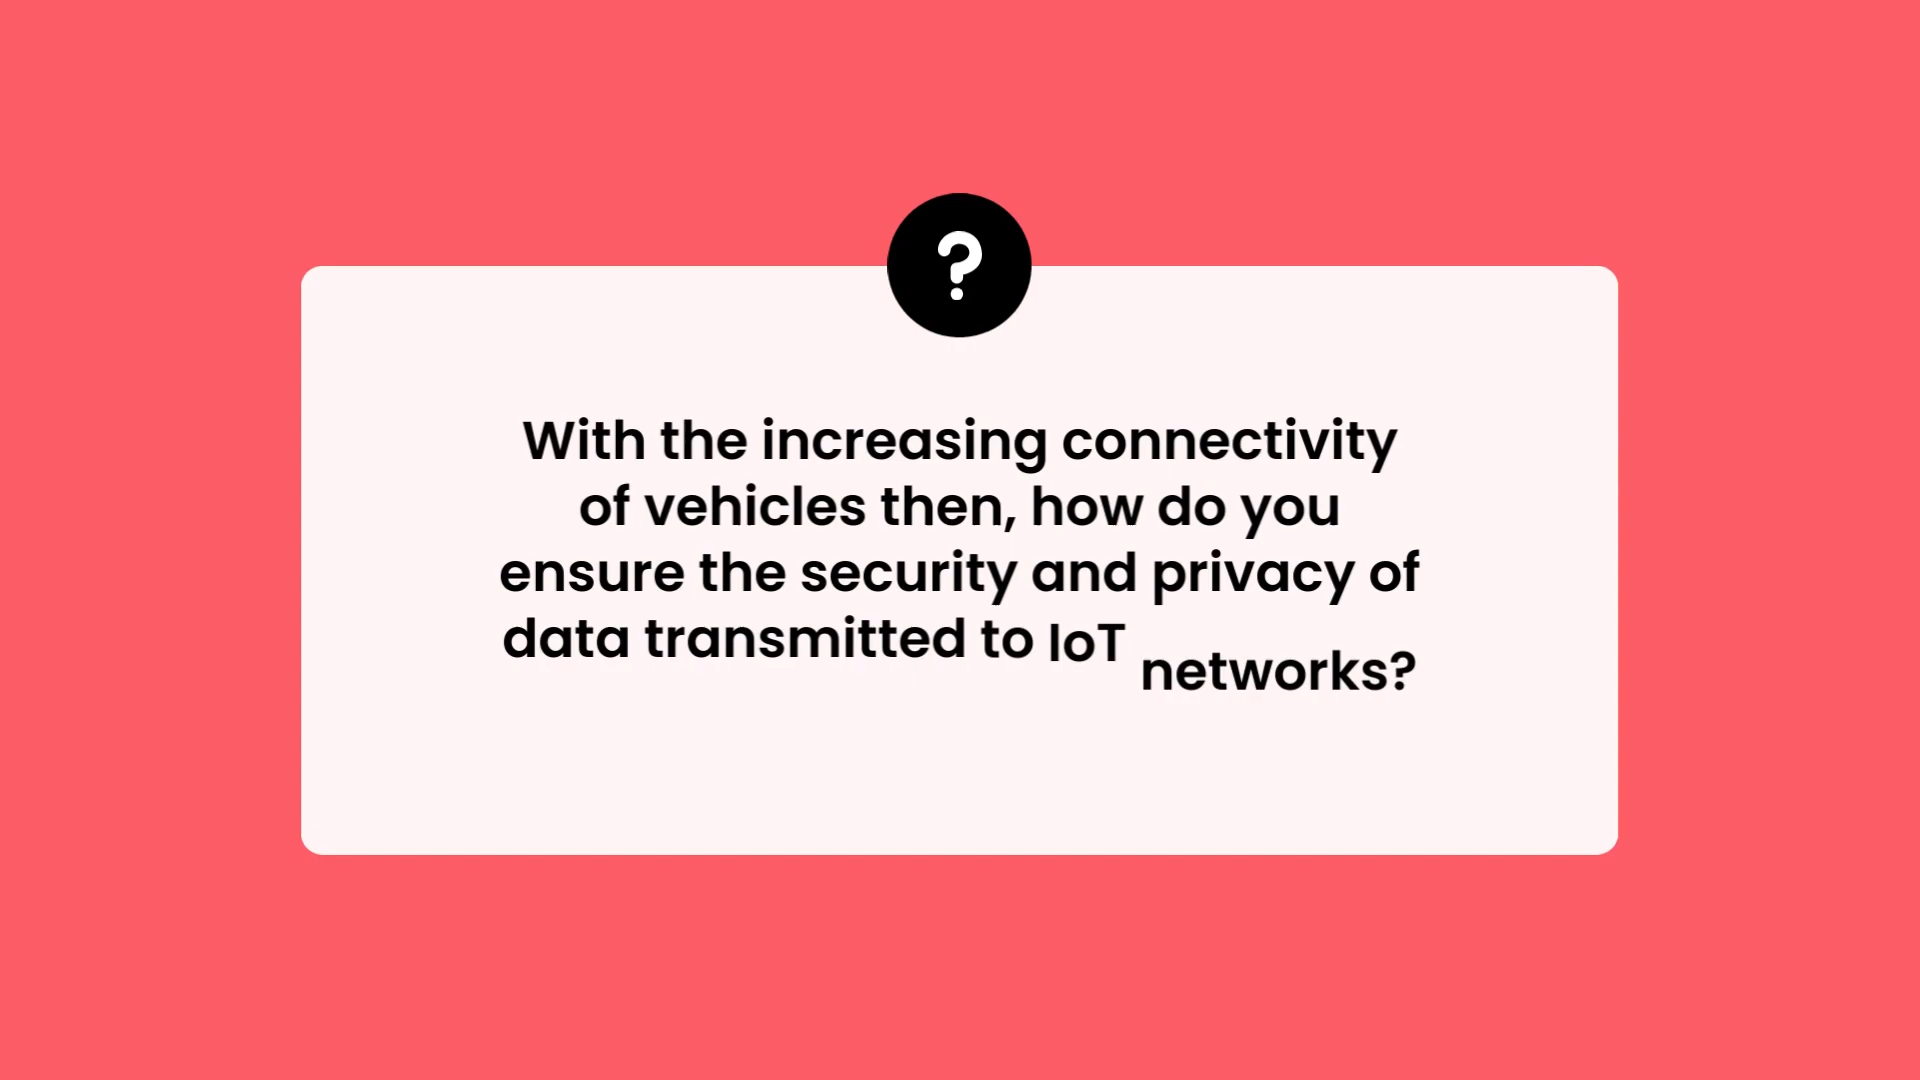 ?
With the increasing connectivity
of vehicles then, how do you
ensure the security and privacy of
data transmitted to IoT networks?